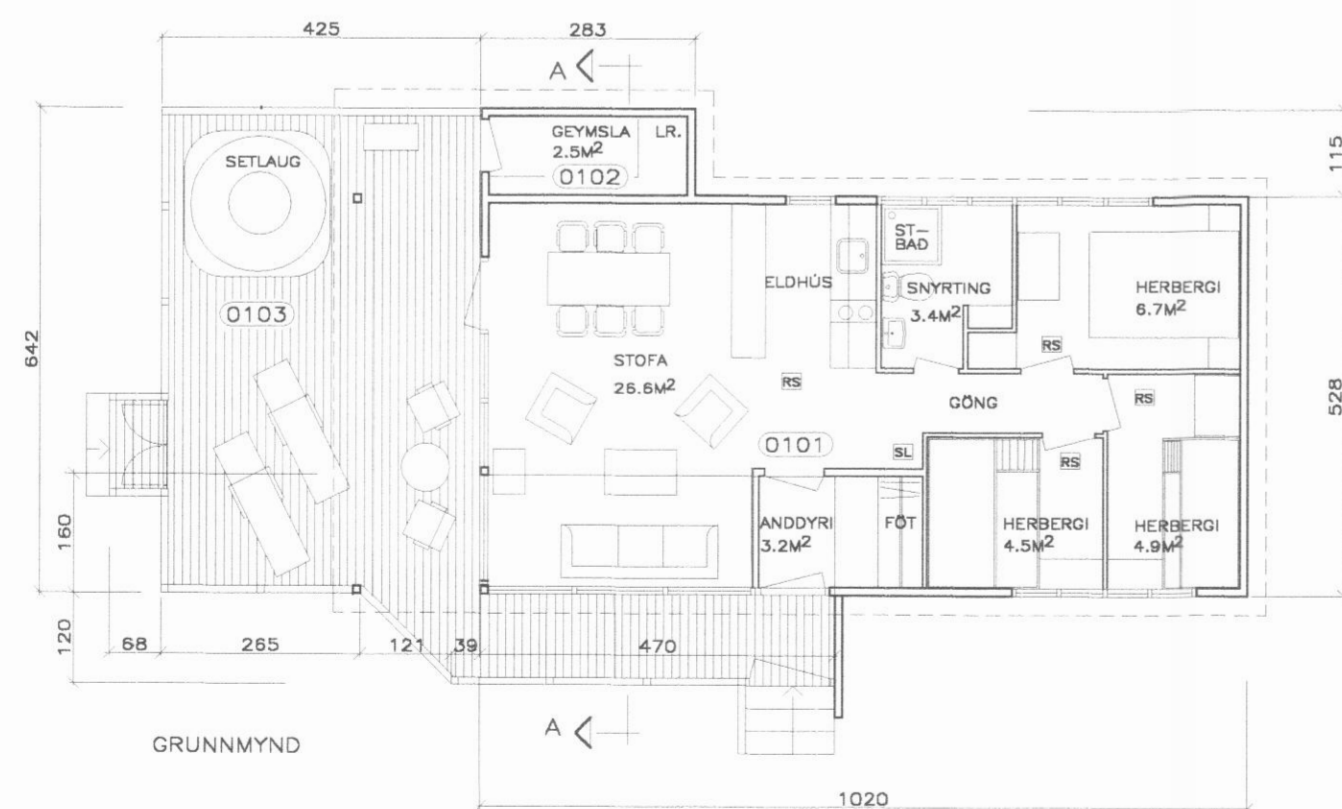 425
283
A
GEYMSLA LR.
2.5M²
0102
115
SETLAUG
ST-
BAÐ
ELDHÚS
SNYRTING
3.4M²
HERBERGI
6.7M²
0103
642
STOFA
26.6M²
RS
RS
RS
GÖNG
528
0101
SL
RS
160
ANDDYRI
3.2M²
FÖT
HERBERGI
4.5M²
HERBERGI
4.9M²
120
68
265
121
39
470
A
GRUNNMYND
1020